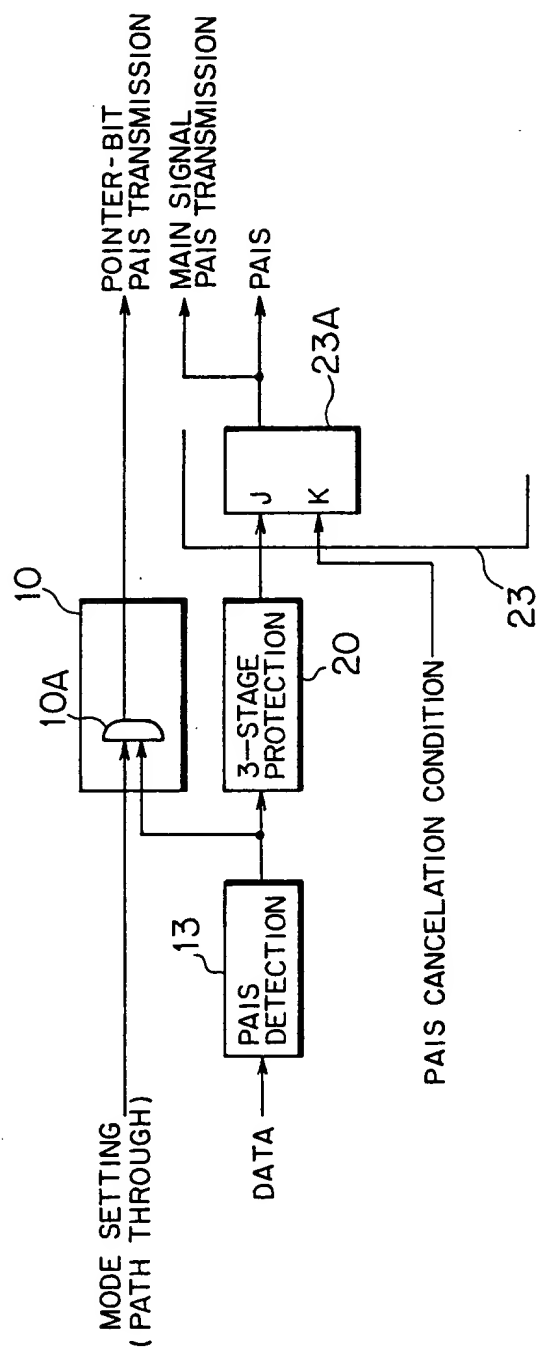 MODE SETTING
(PATH THROUGH)
10
10A
POINTER-BIT
PAIS TRANSMISSION
MAIN SIGNAL
PAIS TRANSMISSION
DATA
13
PAIS
DETECTION
3-STAGE
PROTECTION
20
J
K
23A
PAIS
23
PAIS CANCELATION CONDITION